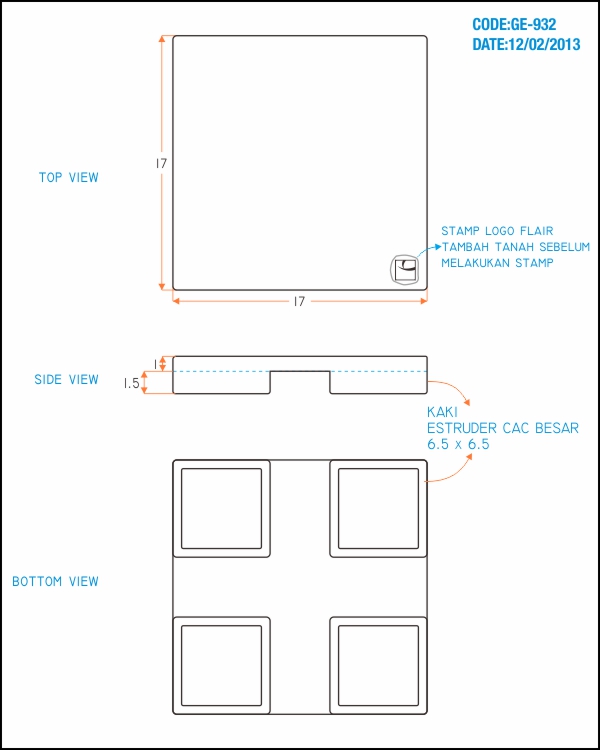 CODE:GE-932
DATE:12/02/2013
17
TOP VIEW
STAMP LOGO FLAIR
TAMBAH TANAH SEBELUM
MELAKUKAN STAMP
17
1
SIDE VIEW
1.5
KAKI
ESTRUDER CAC BESAR
6.5 x 6.5
BOTTOM VIEW